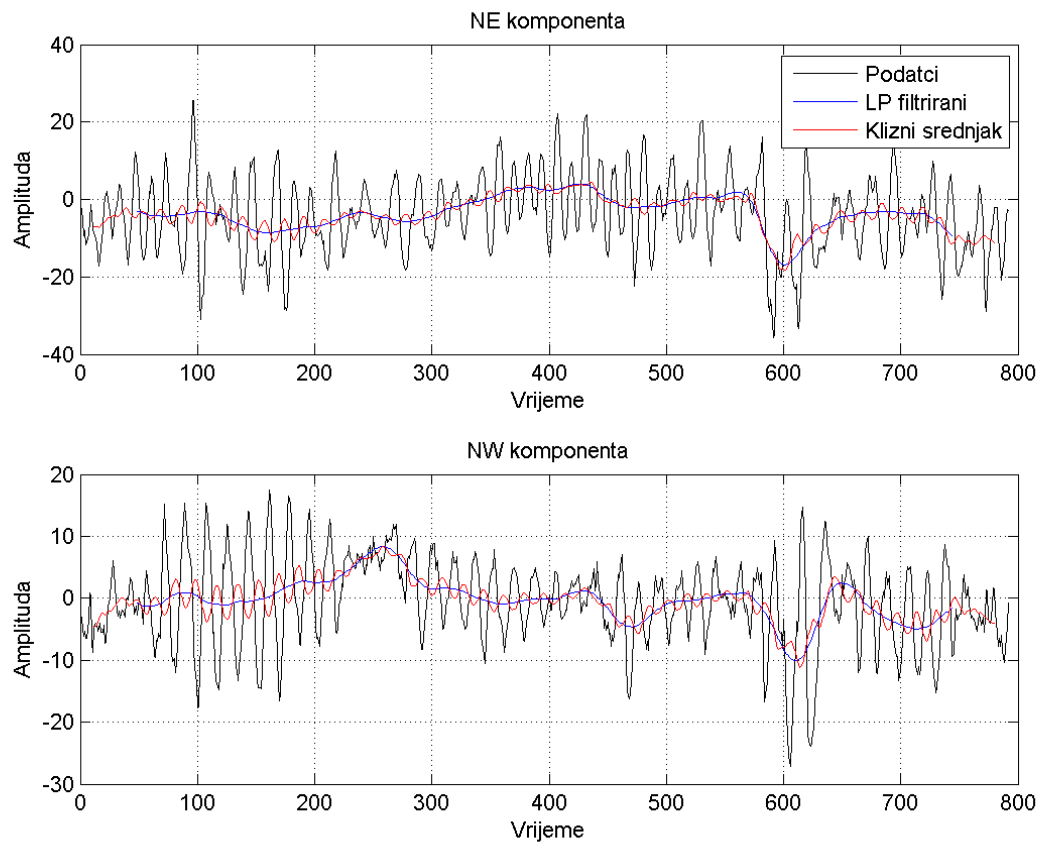 NE komponenta
40
20
0
-20
-40
Amplituda
Podatci
LP filtrirani
Klizni srednjak
0 100 200 300 400 500 600 700 800
Vrijeme
NW komponenta
20
10
0
-10
-20
-30
Amplituda
0 100 200 300 400 500 600 700 800
Vrijeme